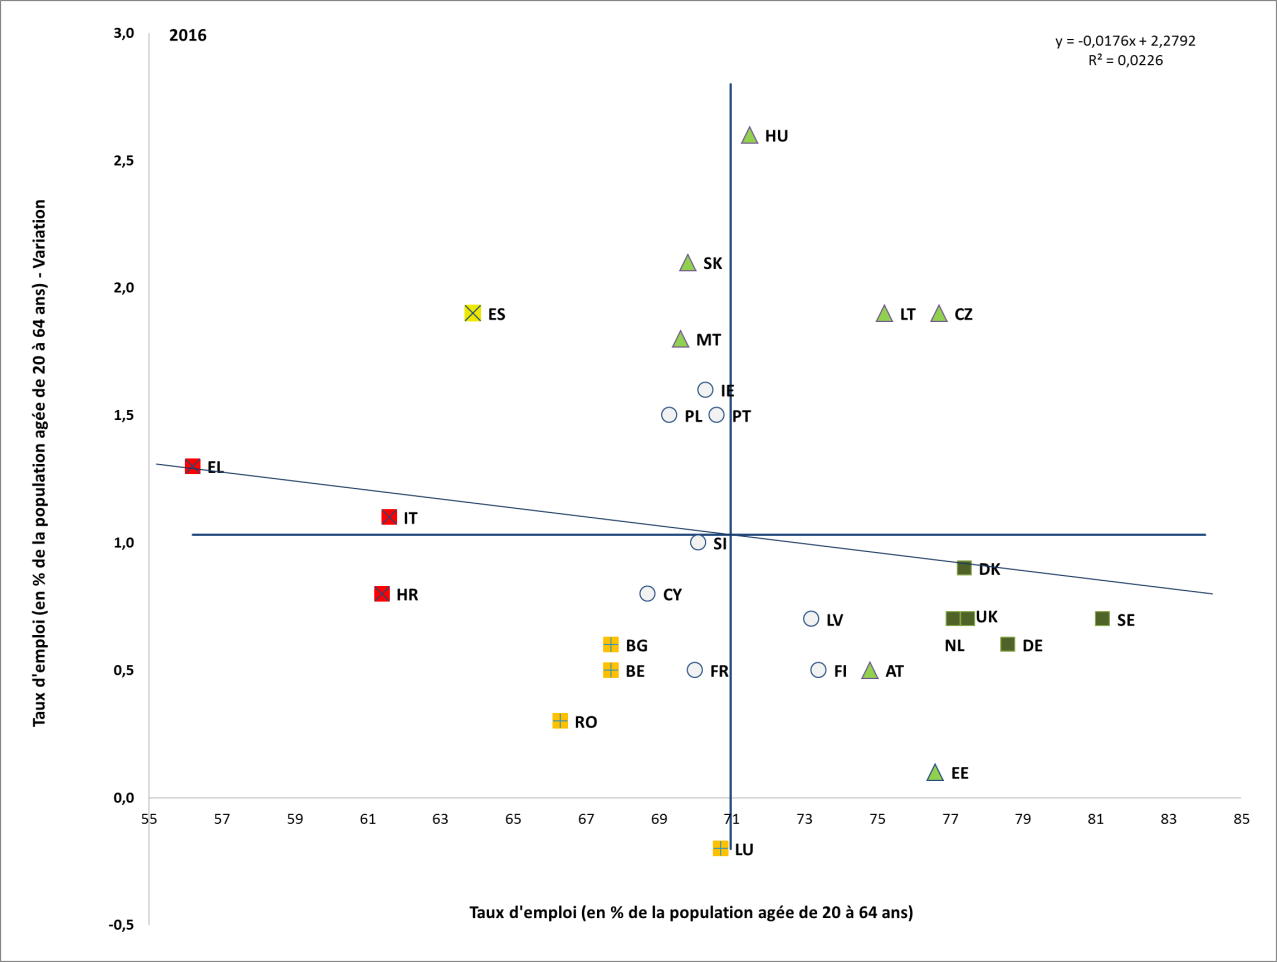 3,0
2016
y = -0,0176x + 2,2792
R² = 0,0226
HU
2,5
SK
2,0
ES
LT
CZ
MT
IE
1,5
PL
PT
EL
IT
1,0
SI
DK
HR
CY
LV
UK
SE
BG
NL
DE
0,5
BE
FR
FI
AT
RO
EE
0,0
55
57
59
61
63
65
67
69
71
73
75
77
79
81
83
85
LU
-0,5
Taux d'emploi (en % de la population agée de 20 à 64 ans)
Taux d'emploi (en % de la population agée de 20 à 64 ans) - Variation